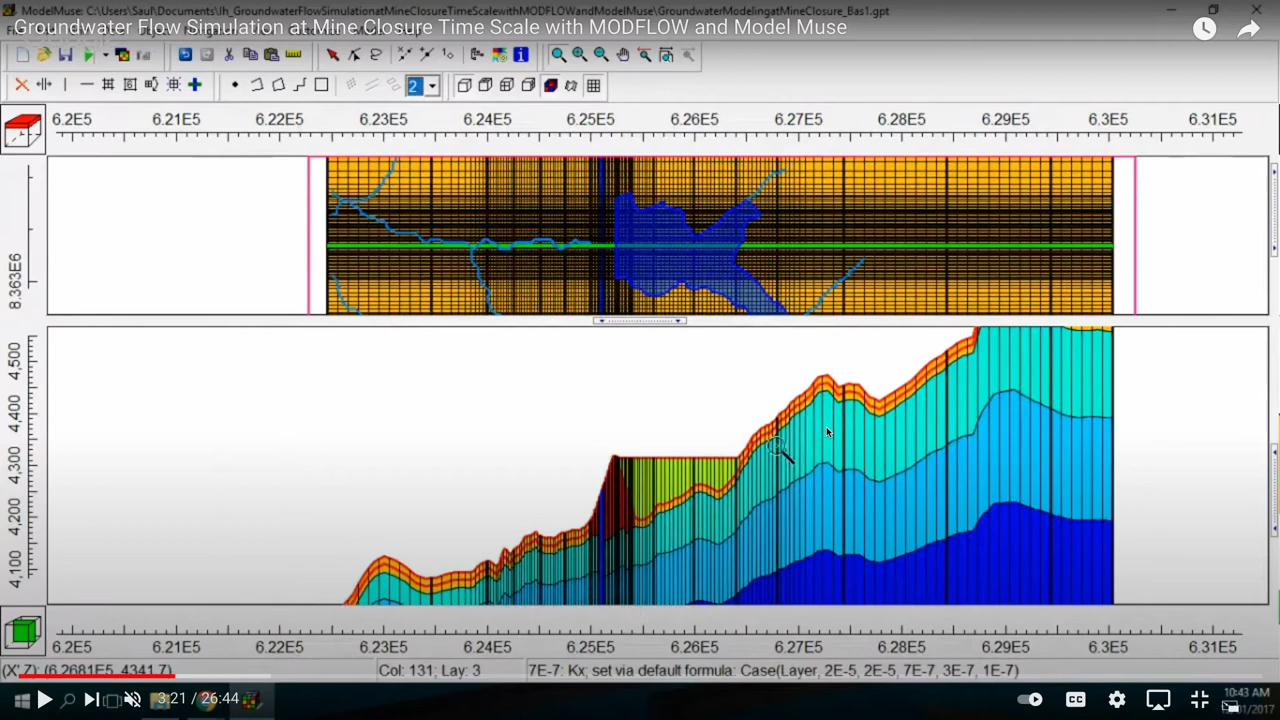 ModelMuse: C:\Users\Saul\Documents\Ih_GroundwaterFlowSimulationatMineClosureTimeScalewithMODFLOWandModelMuse\GroundwaterModelingatMineClosure_Bas1.gpt
Groundwater Flow Simulation at Mine Closure Time Scale with MODFLOW and Model Muse
2
6.2E5 6.21E5 6.22E5 6.23E5 6.24E5 6.25E5 6.26E5 6.27E5 6.28E5 6.29E5 6.3E5 6.31E5
8.363E6
4,500
4,400
4,300
4,200
4,100
6.2E5 6.21E5 6.22E5 6.23E5 6.24E5 6.25E5 6.26E5 6.27E5 6.28E5 6.29E5 6.3E5 6.31E5
(X', Z): (6.2681E5, 4341.7) Col: 131; Lay: 3 7E-7: Kx: set via default formula: Case(Layer, 2E-5, 2E-5, 7E-7, 3E-7, 1E-7)
3:21 / 26:44 CC 10:43 AM